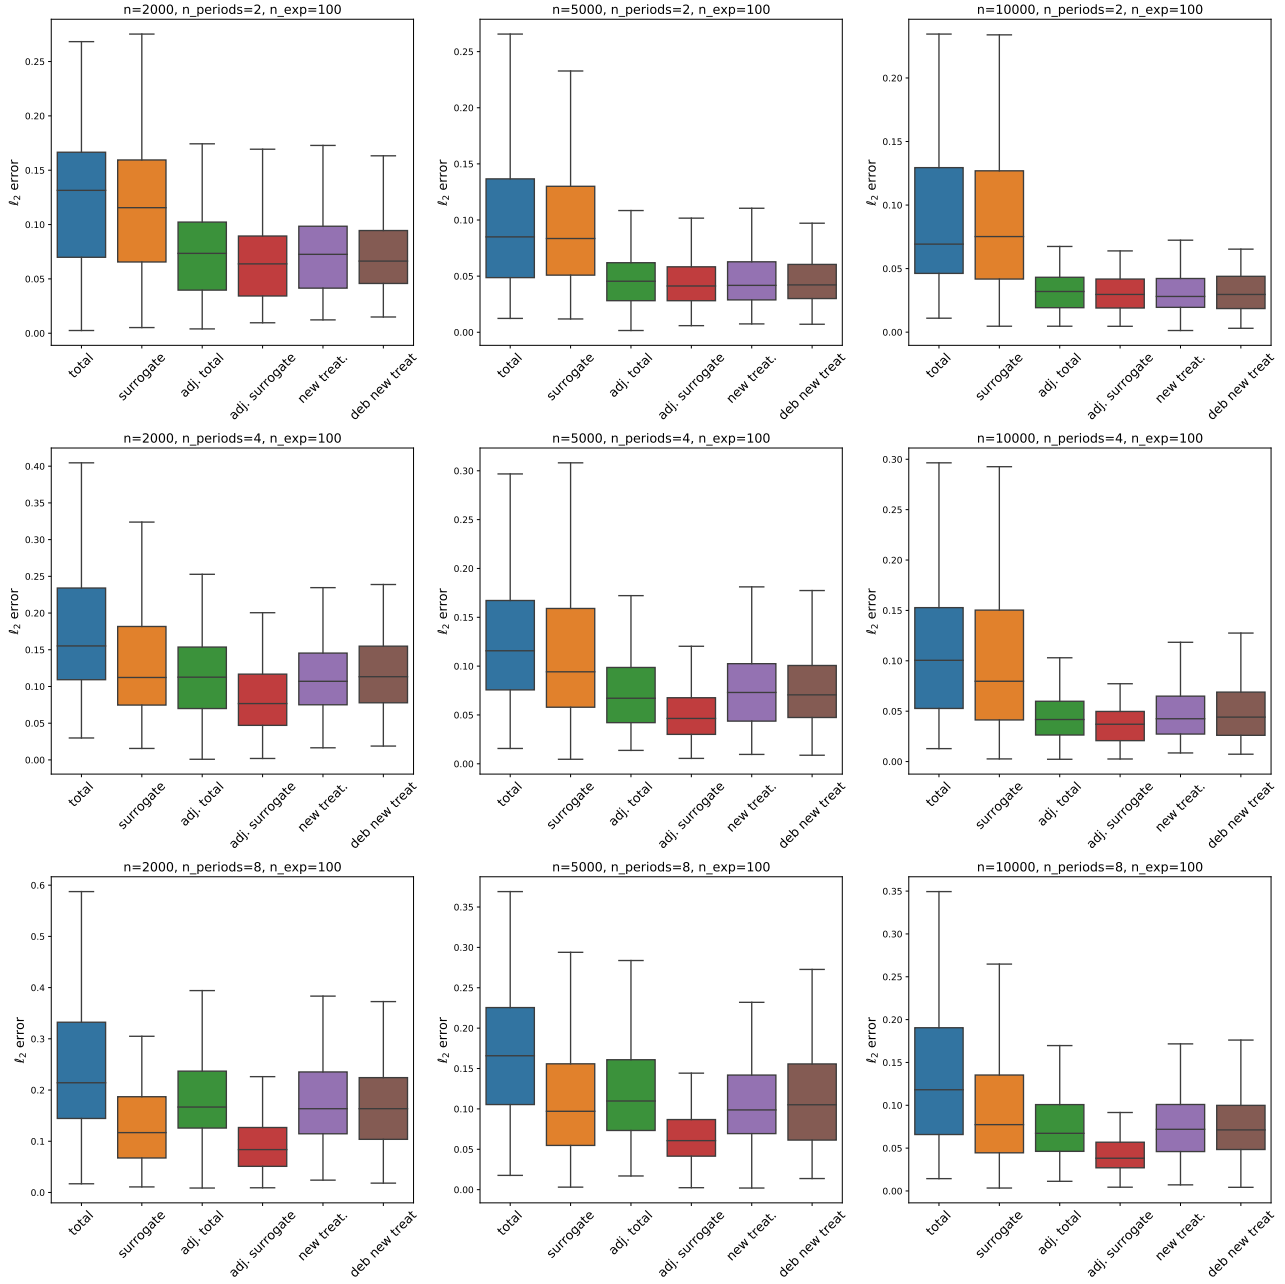 n=2000, n_periods=2, n_exp=100
ℓ2 error
0.25
0.20
0.15
0.10
0.05
0.00
total
surrogate
adj. total
adj. surrogate
new treat.
deb new treat
n=5000, n_periods=2, n_exp=100
ℓ2 error
0.25
0.20
0.15
0.10
0.05
0.00
total
surrogate
adj. total
adj. surrogate
new treat.
deb new treat
n=10000, n_periods=2, n_exp=100
ℓ2 error
0.20
0.15
0.10
0.05
0.00
total
surrogate
adj. total
adj. surrogate
new treat.
deb new treat
n=2000, n_periods=4, n_exp=100
ℓ2 error
0.40
0.35
0.30
0.25
0.20
0.15
0.10
0.05
0.00
total
surrogate
adj. total
adj. surrogate
new treat.
deb new treat
n=5000, n_periods=4, n_exp=100
ℓ2 error
0.30
0.25
0.20
0.15
0.10
0.05
0.00
total
surrogate
adj. total
adj. surrogate
new treat.
deb new treat
n=10000, n_periods=4, n_exp=100
ℓ2 error
0.30
0.25
0.20
0.15
0.10
0.05
0.00
total
surrogate
adj. total
adj. surrogate
new treat.
deb new treat
n=2000, n_periods=8, n_exp=100
ℓ2 error
0.6
0.5
0.4
0.3
0.2
0.1
0.0
total
surrogate
adj. total
adj. surrogate
new treat.
deb new treat
n=5000, n_periods=8, n_exp=100
ℓ2 error
0.35
0.30
0.25
0.20
0.15
0.10
0.05
0.00
total
surrogate
adj. total
adj. surrogate
new treat.
deb new treat
n=10000, n_periods=8, n_exp=100
ℓ2 error
0.35
0.30
0.25
0.20
0.15
0.10
0.05
0.00
total
surrogate
adj. total
adj. surrogate
new treat.
deb new treat